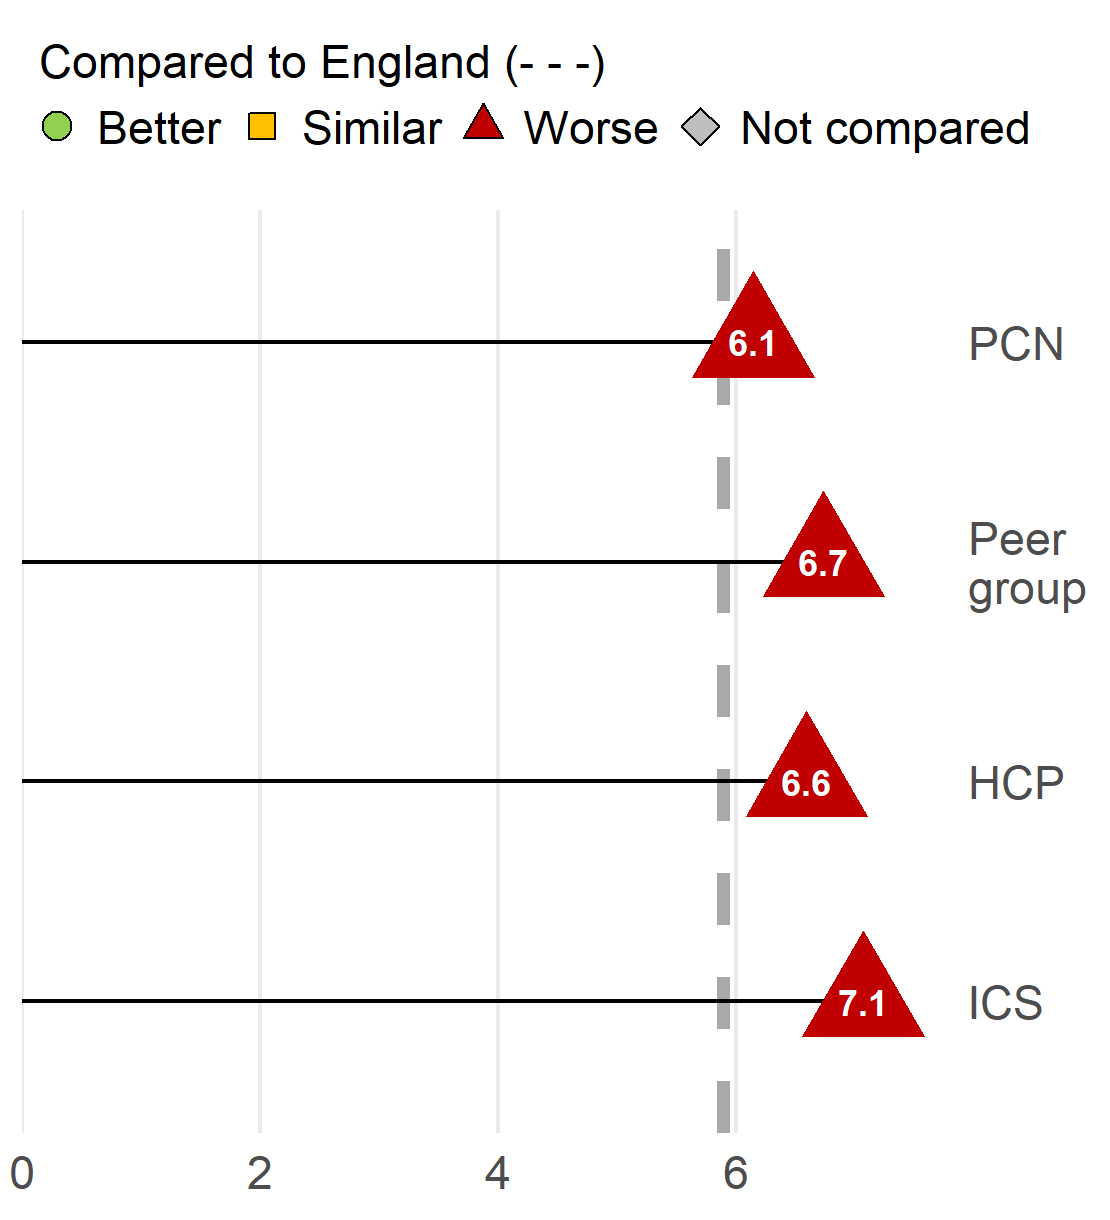 Compared to England (- - -)
Better Similar Worse Not compared
6.1 PCN
6.7 Peer
group
6.6 HCP
7.1 ICS
0 2 4 6